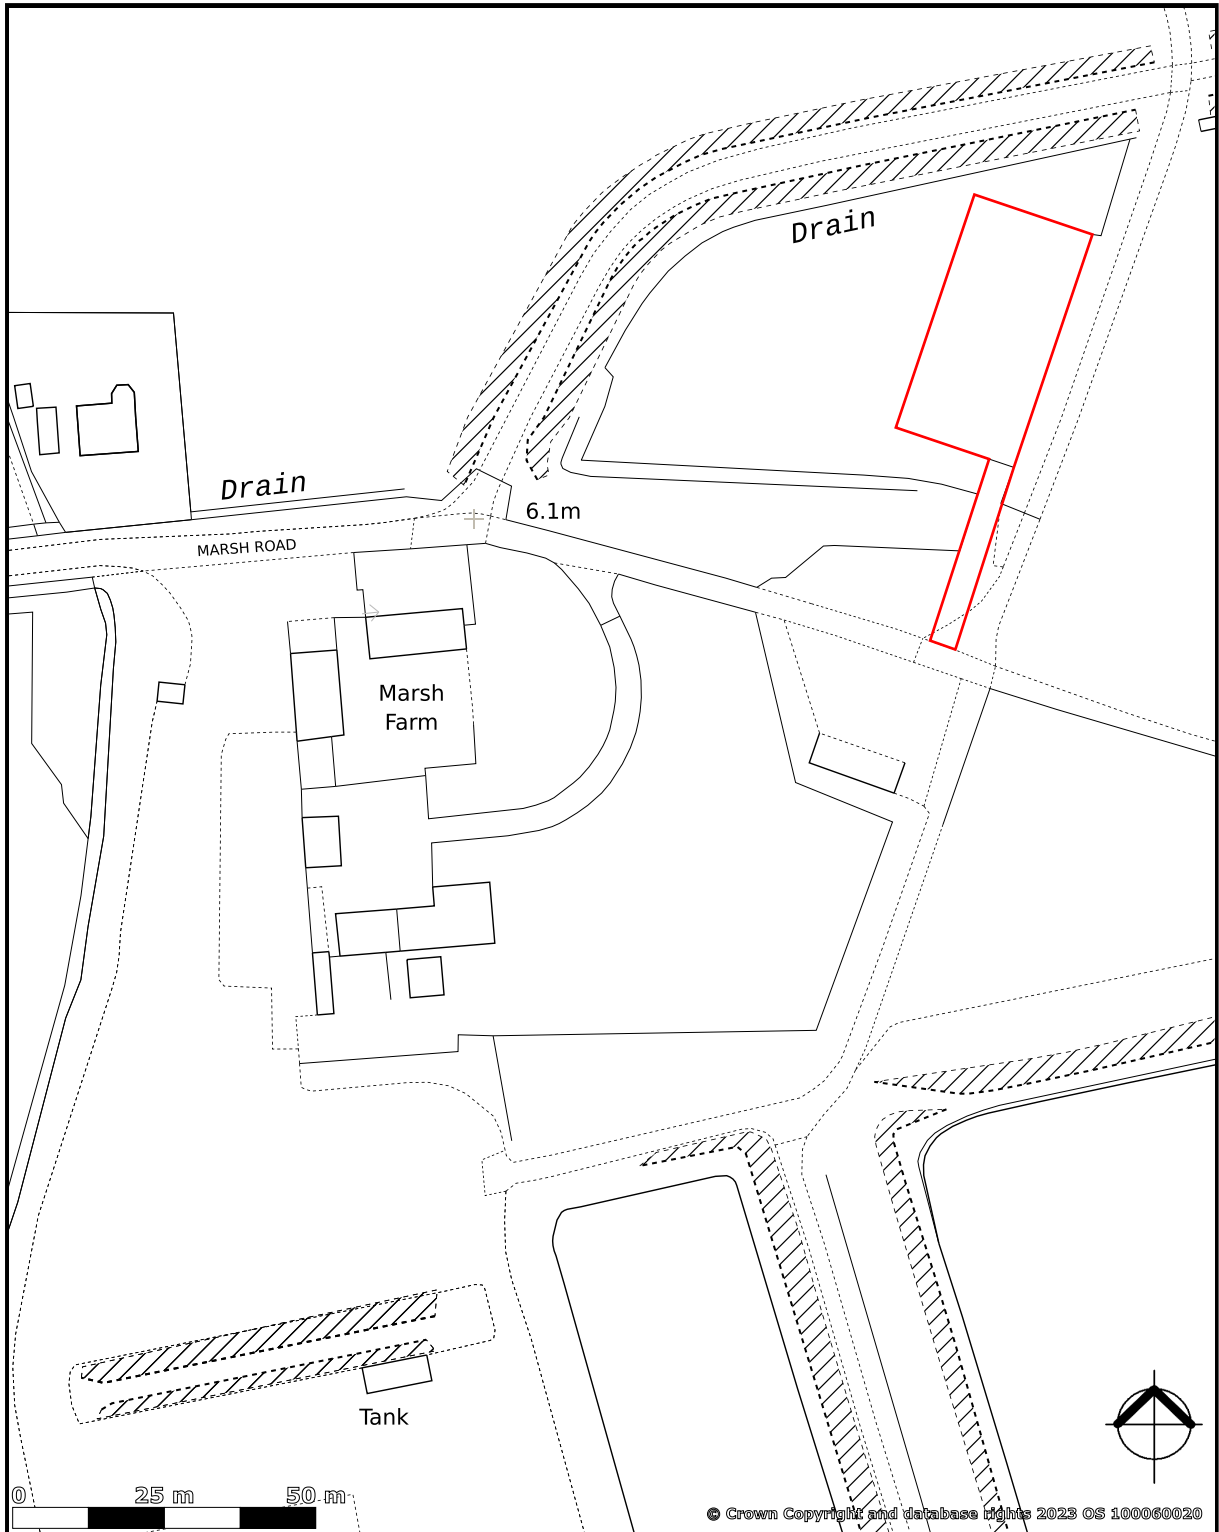 Drain
Drain
6.1m
MARSH ROAD
Marsh
Farm
Tank
0 25 m 50 m
© Crown Copyright and database rights 2023 OS 100060020